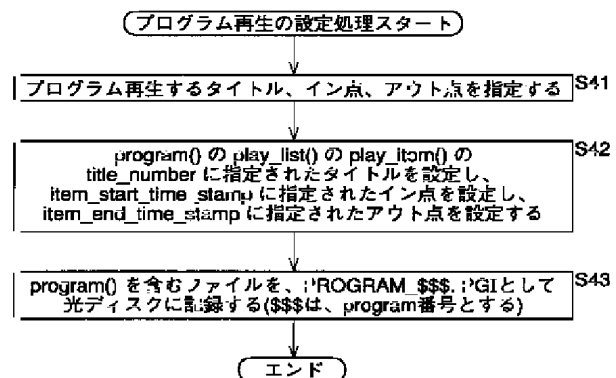 プログラム再生の設定処理スタート
プログラム再生するタイトル、イン点、アウト点を指定する
S41
program() の play_list() の play_item() の
S42
title_number に指定されたタイトルを設定し、
item_start_time_stamp に指定されたイン点を設定し、
item_end_time_stamp に指定されたアウト点を設定する
program() を含むファイルを、PROGRAM_$$$.PGIとして
S43
光ディスクに記録する($$$は、program番号とする)
エンド